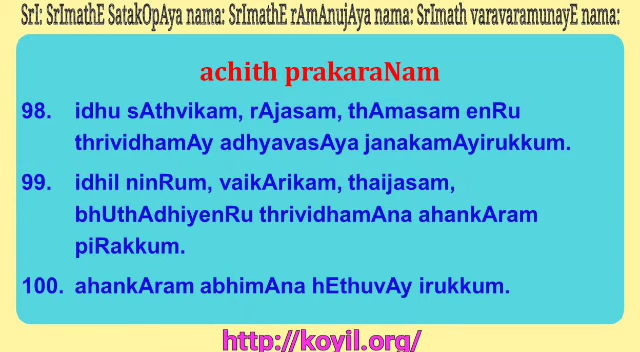 SrI: SrImathE SatakOpAya nama: SrImathE rAmAnujAya nama: SrImath varavaramunayE nama:
achith prakaraNam
98. idhu sAthvikam, rAjasam, thAmasam enRu
thrividhamAy adhyavasAya janakamAyirukkum.
99. idhil ninRum, vaikArikam, thaijasam,
bhUthAdhiyenRu thrividhamAna ahankAram
piRakkum.
100. ahankAram abhimAna hEthuvAy irukkum.
http://koyil.org/